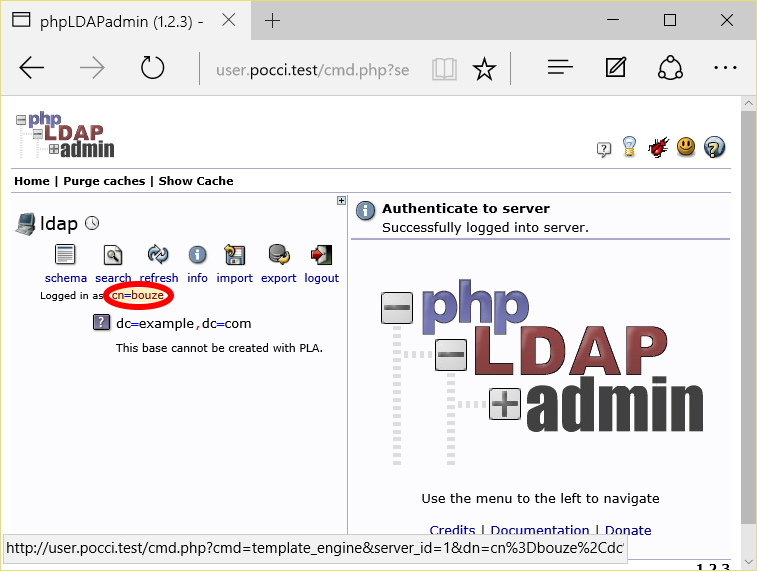 phpLDAPadmin (1.2.3) -
user.pocci.test/cmd.php?se
php
LDAP
admin
Home | Purge caches | Show Cache
ldap
schema search refresh info import export logout
Logged in as cn=bouze
dc=example,dc=com
This base cannot be created with PLA.
Authenticate to server
Successfully logged into server.
php
LDAP
admin
Use the menu to the left to navigate
Credits | Documentation | Donate
1.2.3
http://user.pocci.test/cmd.php?cmd=template_engine&server_id=1&dn=cn%3Dbouze%2Cdc